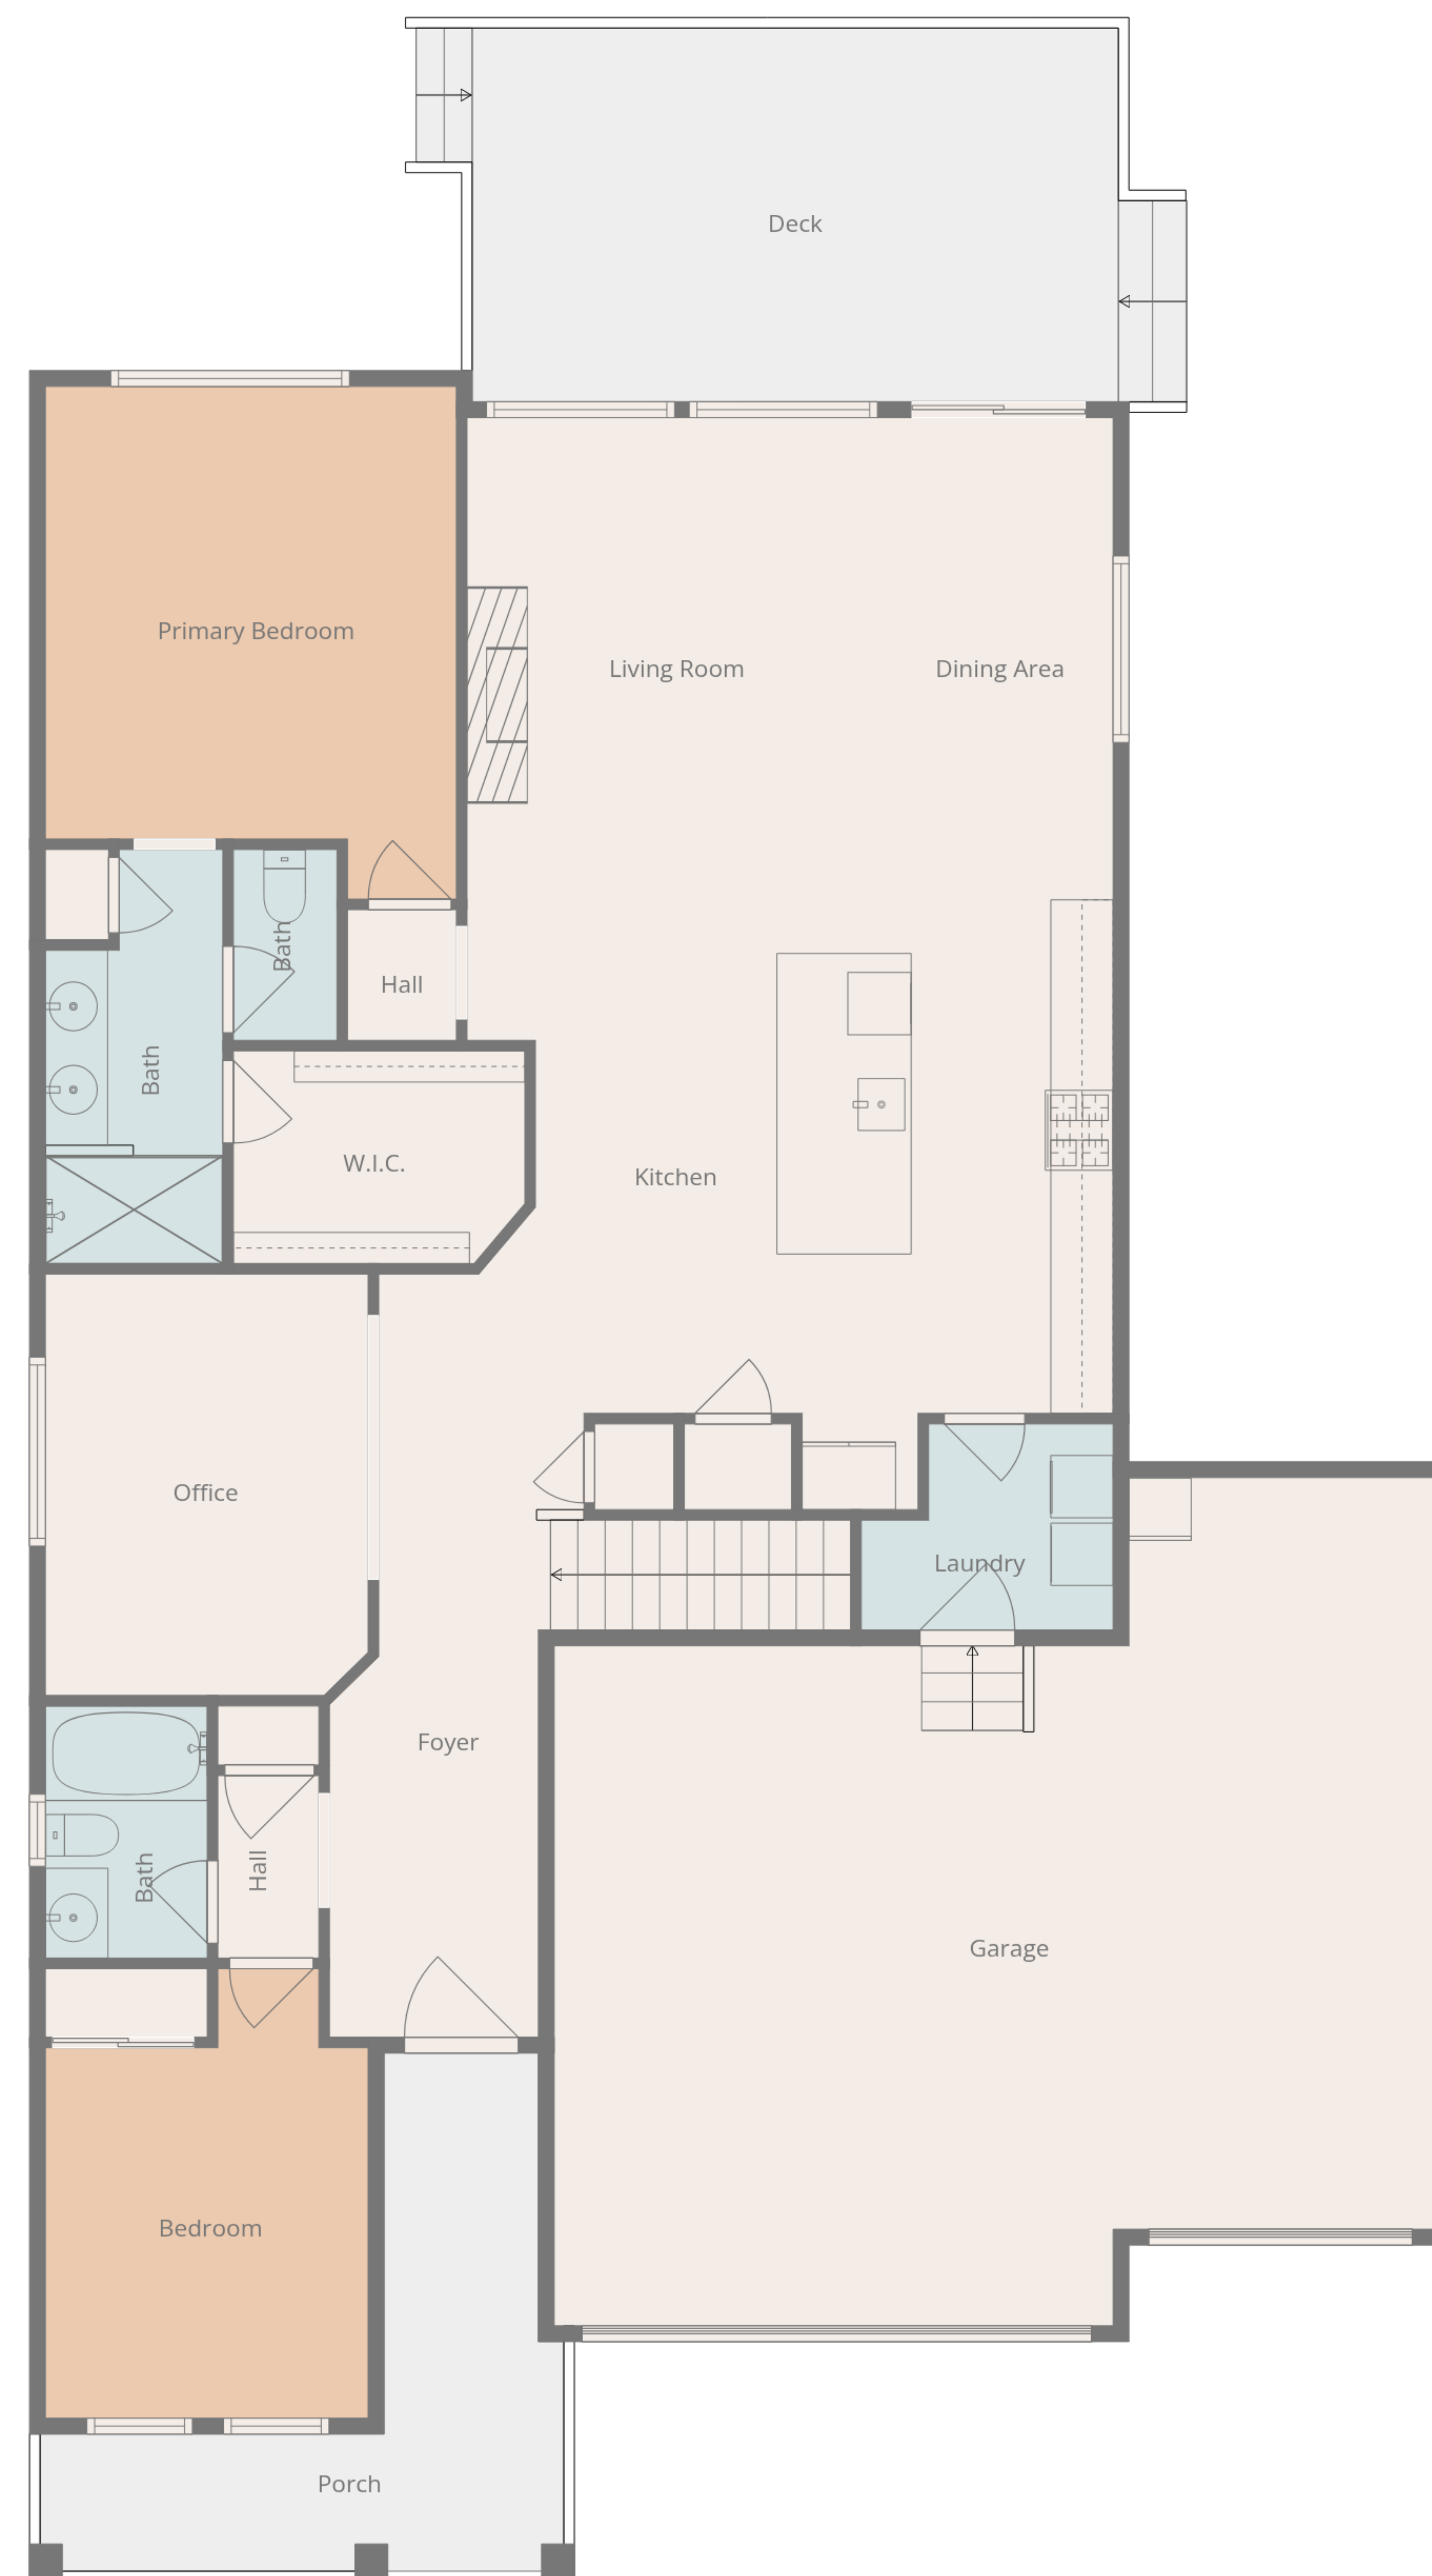 Deck
Primary Bedroom
Living Room
Dining Area
Bath
Hall
Bath
W.I.C.
Kitchen
Office
Laundry
Foyer
Bath
Hall
Garage
Bedroom
Porch